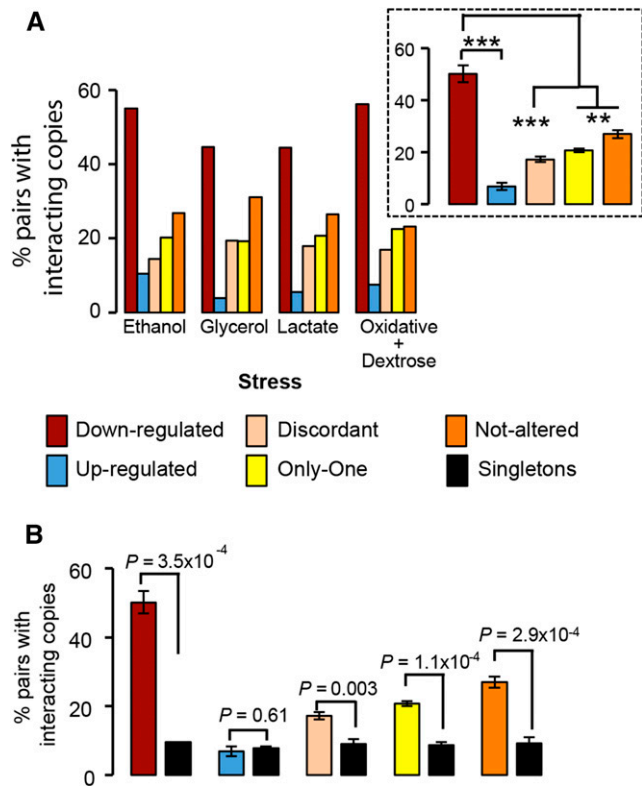 A
% pairs with
interacting copies
60
40
20
0
Ethanol
Glycerol
Lactate
Oxidative
+
Dextrose
Stress
60
40
20
0
***
***
**
Down-regulated
Discordant
Not-altered
Up-regulated
Only-One
Singletons
B
% pairs with
interacting copies
60
40
20
0
P = 3.5x10⁻⁴
P = 0.61
P = 0.003
P = 1.1x10⁻⁴
P = 2.9x10⁻⁴